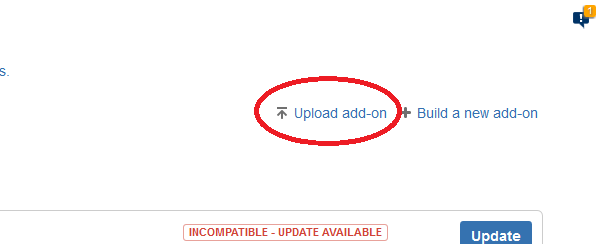 1
s.
Upload add-on
Build a new add-on
INCOMPATIBLE - UPDATE AVAILABLE
Update